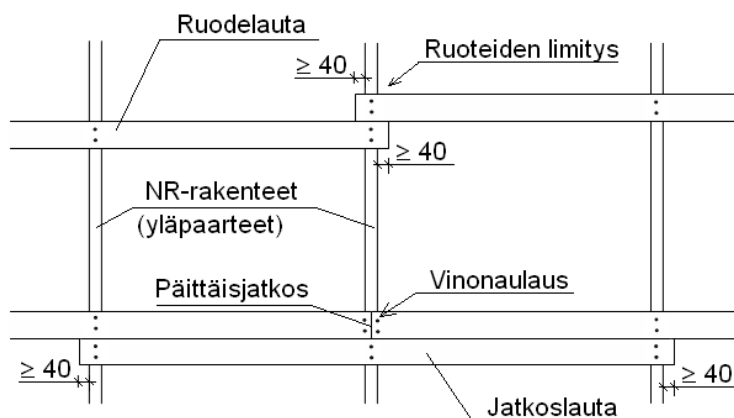 Ruodelauta
≥ 40
Ruoteiden limitys
≥ 40
NR-rakenteet
(yläpaarteet)
Päittäisjatkos
Vinonaulaus
≥ 40
≥ 40
Jatkoslauta